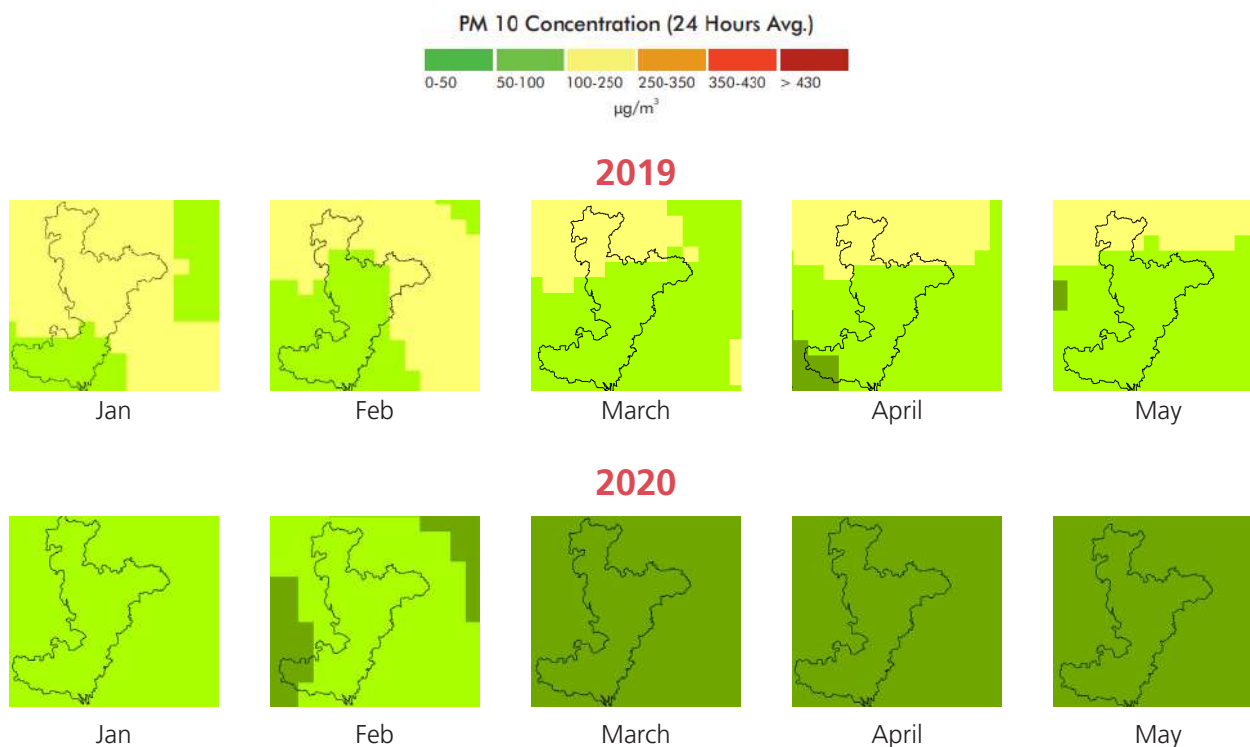 PM 10 Concentration (24 Hours Avg.)
0-50 50-100 100-250 250-350 350-430 > 430
µg/m³
2019
Jan Feb March April May
2020
Jan Feb March April May